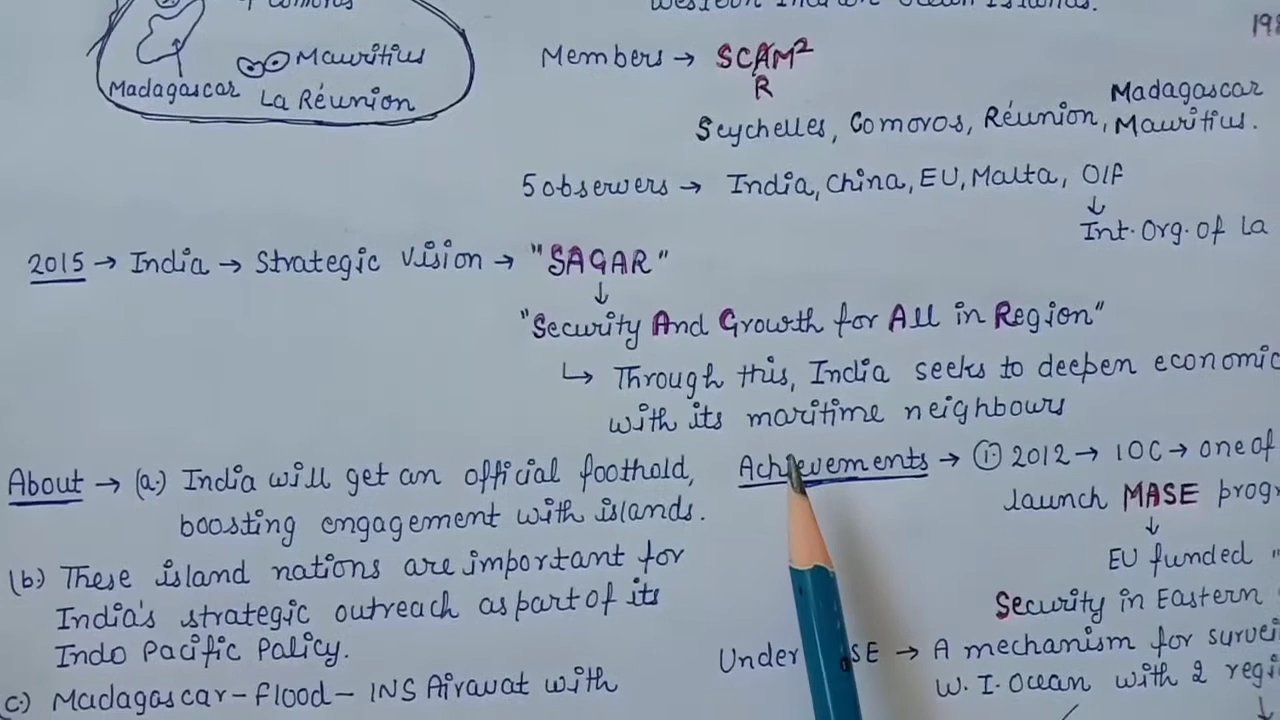 Comoros
Mauritius
Madagascar
La Réunion
Western Indian Ocean Islands.
Members → SCAM²
R
Madagascar
Seychelles, Comoros, Réunion, Mauritius.
5 observers → India, China, EU, Malta, OIF
↓
Int. Org. of La
2015 → India → Strategic Vision → "SAGAR"
↓
"Security And Growth for All in Region"
↳ Through this, India seeks to deepen economic
with its maritime neighbours
About → (a.) India will get an official foothold,
boosting engagement with islands.
(b.) These island nations are important for
India's strategic outreach as part of its
Indo Pacific Policy.
(c.) Madagascar - flood - INS Airavat with
Achievements → (i) 2012 → IOC → one of
launch MASE
↓
EU funded
Security in Eastern
Under SE → A mechanism for
W. I. Ocean with 2